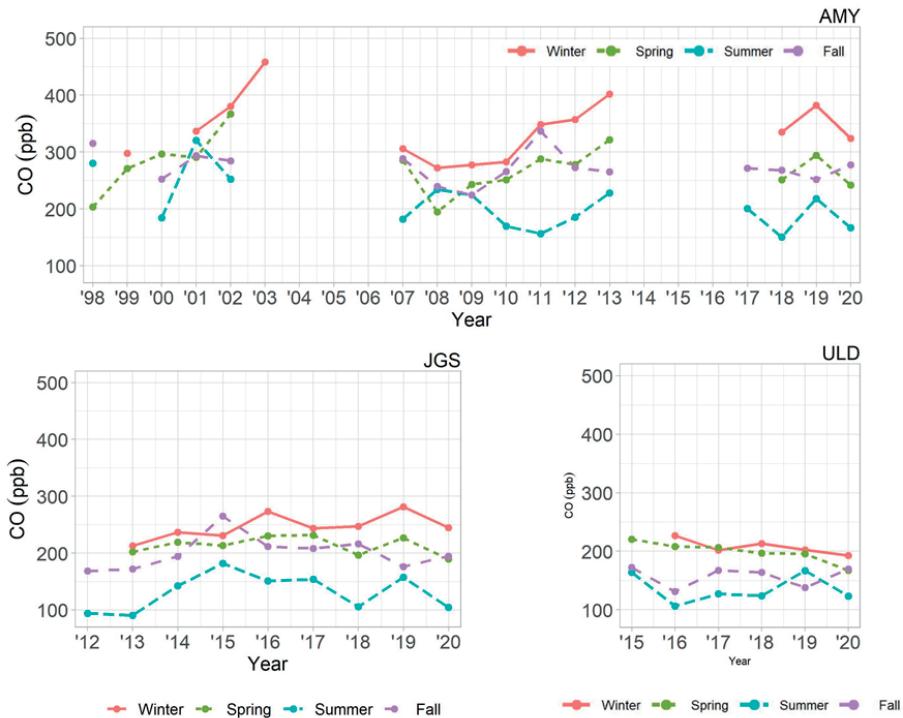 AMY
500
400
300
200
100
CO (ppb)
Winter Spring Summer Fall
'98 '99 '00 '01 '02 '03 '04 '05 '06 '07 '08 '09 '10 '11 '12 '13 '14 '15 '16 '17 '18 '19 '20
Year
JGS
500
400
300
200
100
CO (ppb)
'12 '13 '14 '15 '16 '17 '18 '19 '20
Year
Winter Spring Summer Fall
ULD
500
400
300
200
100
CO (ppb)
'15 '16 '17 '18 '19 '20
Year
Winter Spring Summer Fall